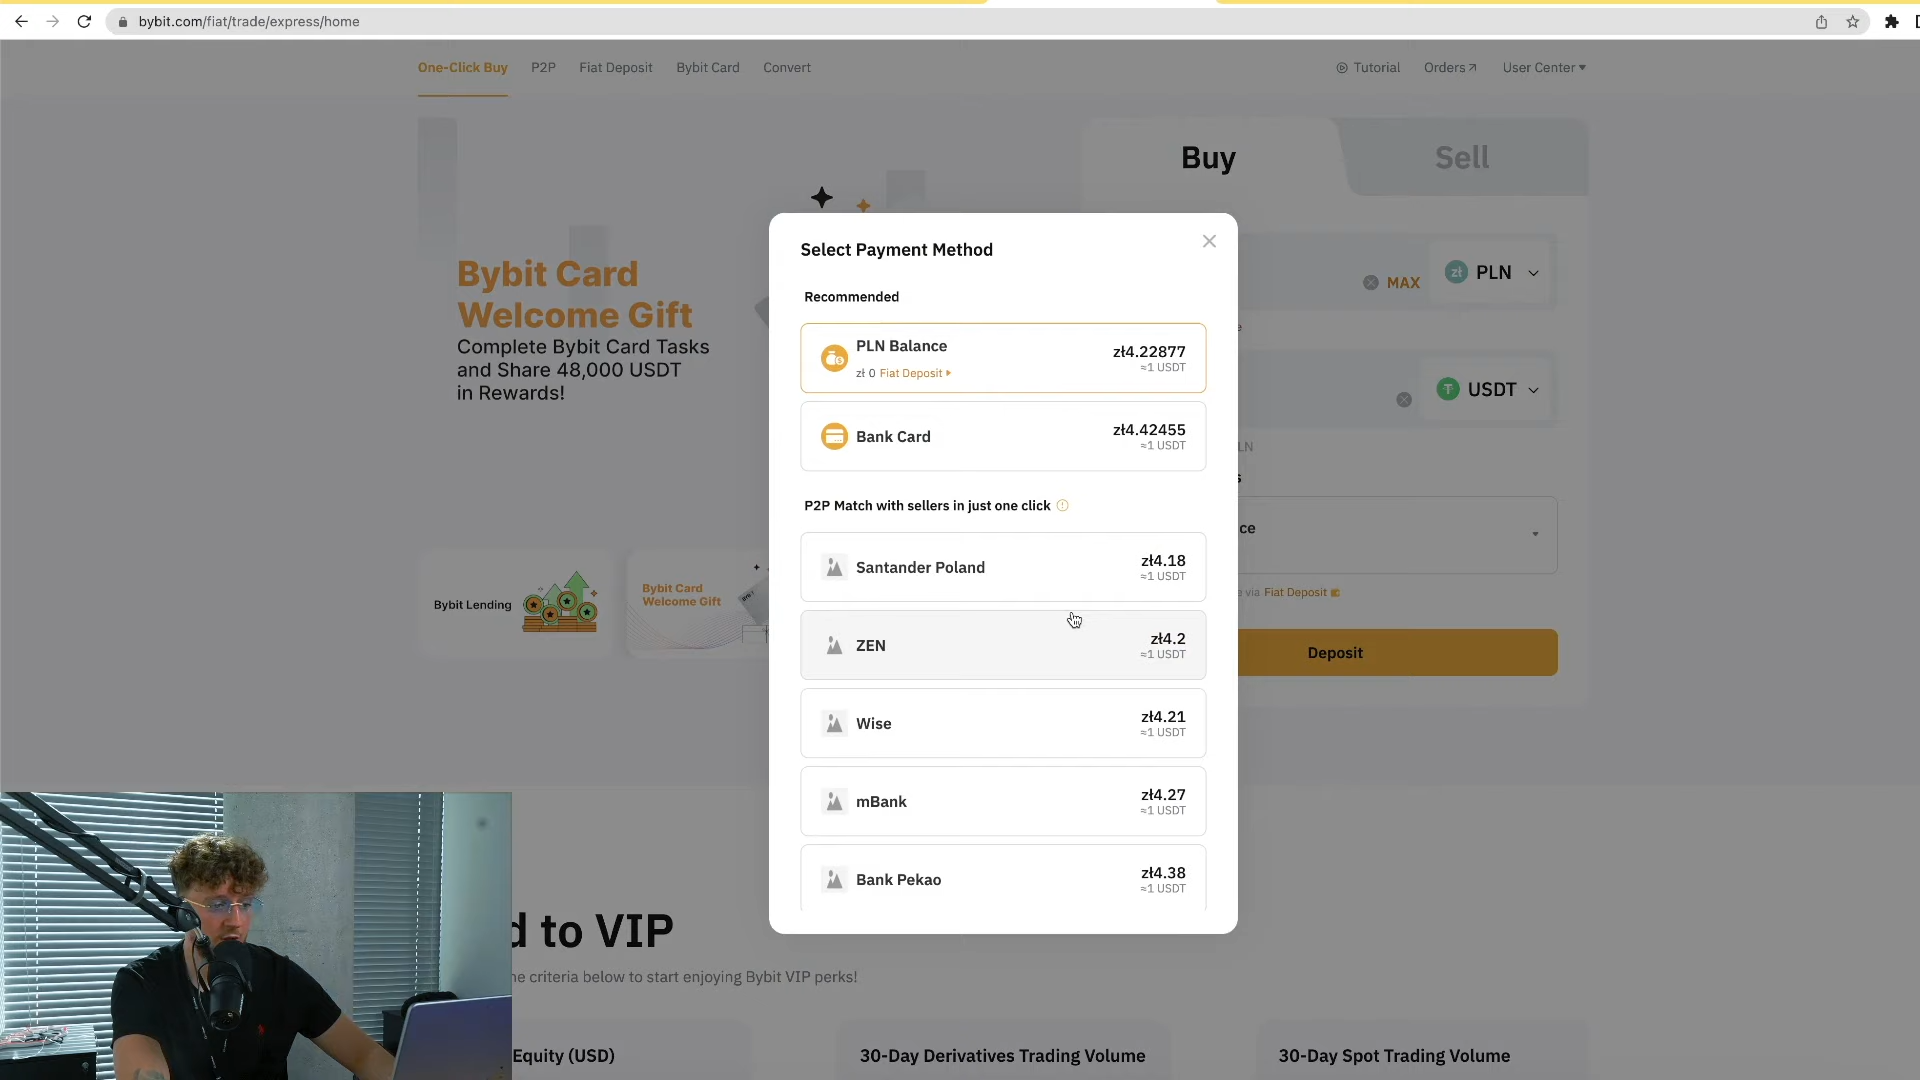 bybit.com/fiat/trade/express/home
One-Click Buy P2P Fiat Deposit Bybit Card Convert
Tutorial Orders User Center
Buy Sell
Bybit Card
Welcome Gift
Complete Bybit Card Tasks
and Share 48,000 USDT
in Rewards!
MAX zł PLN
USDT
LN
ce
via Fiat Deposit
Deposit
Select Payment Method
Recommended
PLN Balance zł4.22877
zł 0 Fiat Deposit ≈1 USDT
Bank Card zł4.42455
≈1 USDT
P2P Match with sellers in just one click
Santander Poland zł4.18
≈1 USDT
ZEN zł4.2
≈1 USDT
Wise zł4.21
≈1 USDT
mBank zł4.27
≈1 USDT
Bank Pekao zł4.38
≈1 USDT
Bybit Lending
Bybit Card
Welcome Gift
d to VIP
he criteria below to start enjoying Bybit VIP perks!
Equity (USD) 30-Day Derivatives Trading Volume 30-Day Spot Trading Volume